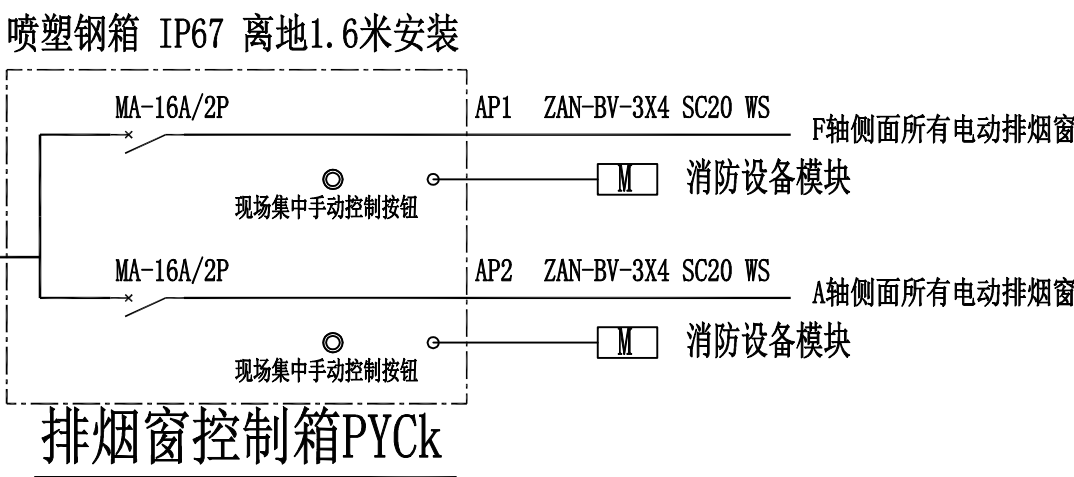 喷塑钢箱 IP67 离地1.6米安装
MA-16A/2P AP1 ZAN-BV-3X4 SC20 WS F轴侧面所有电动排烟窗
M 消防设备模块
现场集中手动控制按钮
MA-16A/2P AP2 ZAN-BV-3X4 SC20 WS A轴侧面所有电动排烟窗
M 消防设备模块
现场集中手动控制按钮
排烟窗控制箱PYCk